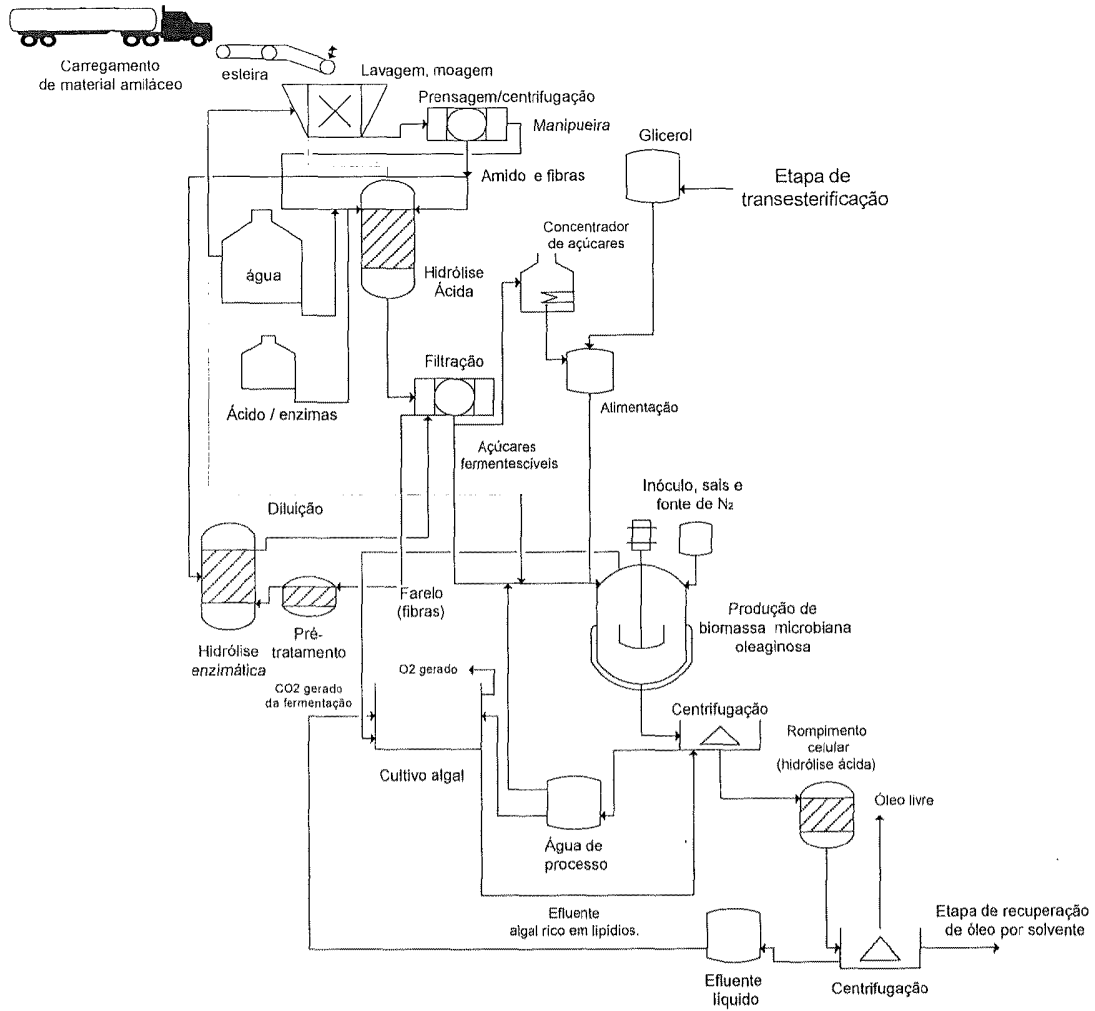 Carregamento
de material amiláceo
esteira
Lavagem, moagem
Prensagem/centrifugação
Manipueira
Glicerol
Amido e fibras
Etapa de
transesterificação
Concentrador
de açúcares
água
Hidrólise
Ácida
Filtração
Ácido / enzimas
Alimentação
Açúcares
fermentescíveis
Inóculo, sais e
fonte de N₂
Diluição
Farelo
(fibras)
Produção de
biomassa microbiana
oleaginosa
Hidrólise
enzimática
Pré-
tratamento
O2 gerado
CO2 gerado
da fermentação
Centrifugação
Rompimento
celular
(hidrólise ácida)
Cultivo algal
Óleo livre
Água de
processo
Efluente
algal rico em lipídios.
Etapa de recuperação
de óleo por solvente
Efluente
líquido
Centrifugação